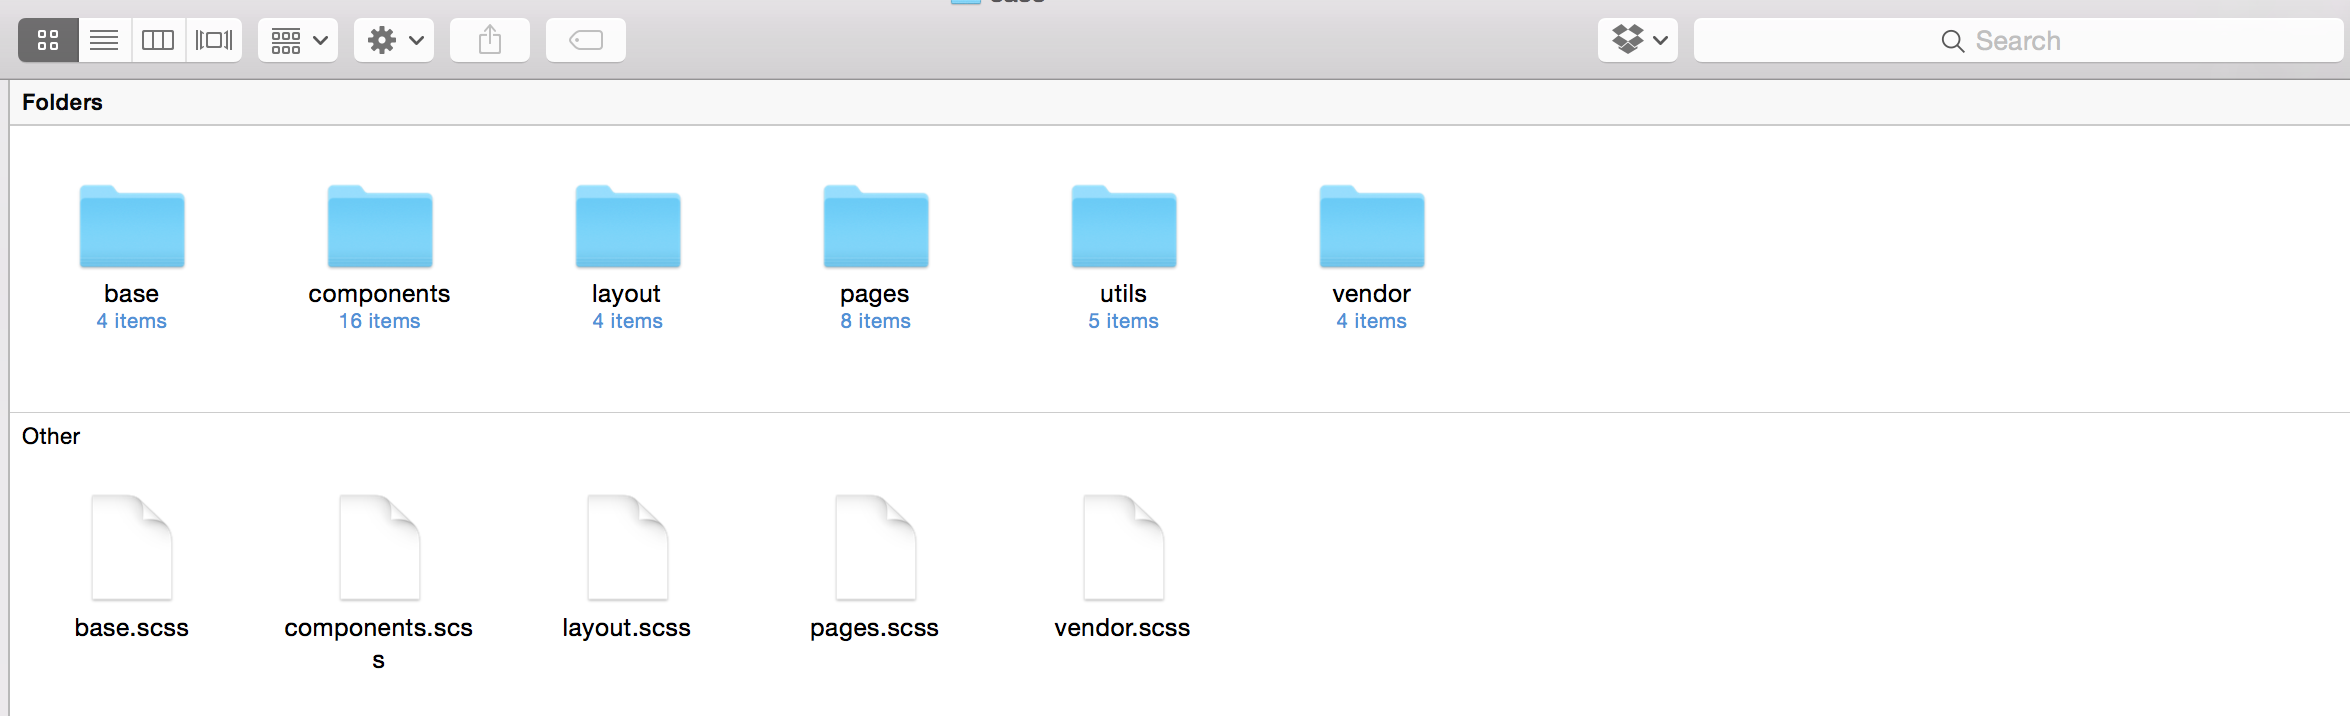 Search
Folders
base
components
layout
pages
utils
vendor
4 items
16 items
4 items
8 items
5 items
4 items
Other
base.scss
components.scs
s
layout.scss
pages.scss
vendor.scss